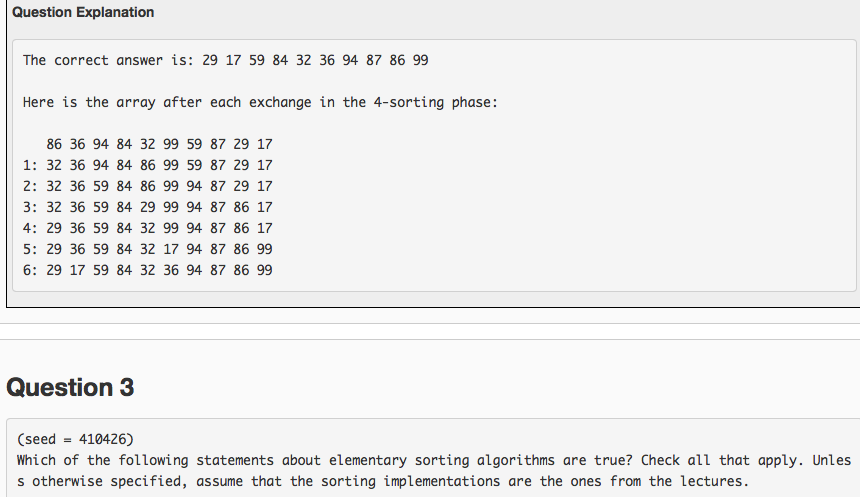 Question Explanation
The correct answer is: 29 17 59 84 32 36 94 87 86 99
Here is the array after each exchange in the 4-sorting phase:
86 36 94 84 32 99 59 87 29 17
1: 32 36 94 84 86 99 59 87 29 17
2: 32 36 59 84 86 99 94 87 29 17
3: 32 36 59 84 29 99 94 87 86 17
4: 29 36 59 84 32 99 94 87 86 17
5: 29 36 59 84 32 17 94 87 86 99
6: 29 17 59 84 32 36 94 87 86 99
Question 3
(seed = 410426)
Which of the following statements about elementary sorting algorithms are true? Check all that apply. Unles
s otherwise specified, assume that the sorting implementations are the ones from the lectures.